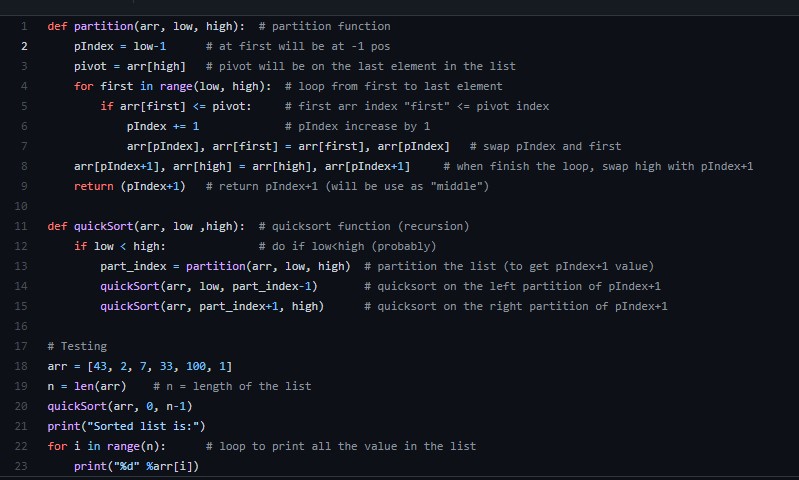 1 def partition(arr, low, high):  # partition function
2     pIndex = low-1      # at first will be at -1 pos
3     pivot = arr[high]   # pivot will be on the last element in the list
4     for first in range(low, high):  # loop from first to last element
5         if arr[first] <= pivot:     # first arr index "first" <= pivot index
6             pIndex += 1             # pIndex increase by 1
7             arr[pIndex], arr[first] = arr[first], arr[pIndex]   # swap pIndex and first
8     arr[pIndex+1], arr[high] = arr[high], arr[pIndex+1]     # when finish the loop, swap high with pIndex+1
9     return (pIndex+1)   # return pIndex+1 (will be use as "middle")
10
11 def quickSort(arr, low ,high):  # quicksort function (recursion)
12     if low < high:              # do if low<high (probably)
13         part_index = partition(arr, low, high)  # partition the list (to get pIndex+1 value)
14         quickSort(arr, low, part_index-1)       # quicksort on the left partition of pIndex+1
15         quickSort(arr, part_index+1, high)      # quicksort on the right partition of pIndex+1
16
17 # Testing
18 arr = [43, 2, 7, 33, 100, 1]
19 n = len(arr)    # n = length of the list
20 quickSort(arr, 0, n-1)
21 print("Sorted list is:")
22 for i in range(n):      # loop to print all the value in the list
23     print("%d" %arr[i])